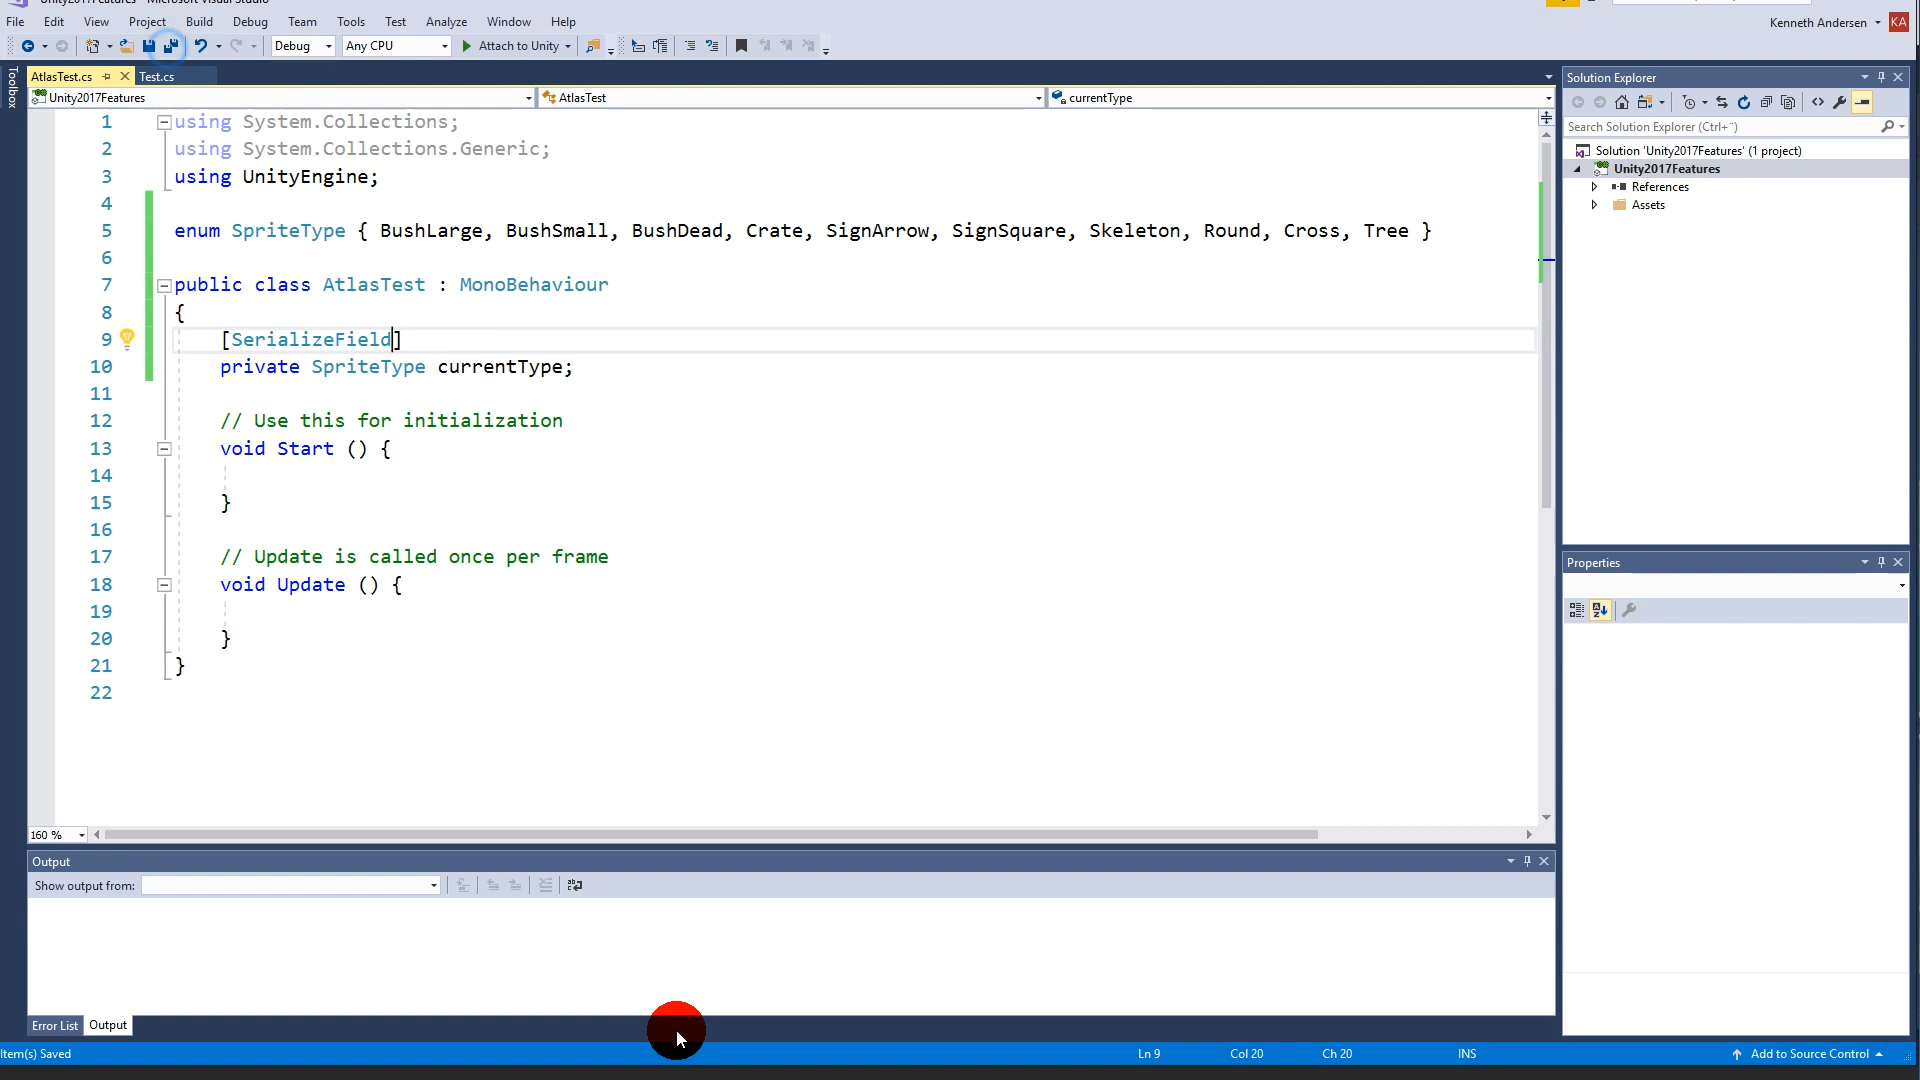 Unity2017Features - Microsoft Visual Studio
File Edit View Project Build Debug Team Tools Test Analyze Window Help
Kenneth Andersen KA
Debug Any CPU Attach to Unity
Toolbox
AtlasTest.cs Test.cs
Unity2017Features AtlasTest currentType
1 using System.Collections;
2 using System.Collections.Generic;
3 using UnityEngine;
4
5 enum SpriteType { BushLarge, BushSmall, BushDead, Crate, SignArrow, SignSquare, Skeleton, Round, Cross, Tree }
6
7 public class AtlasTest : MonoBehaviour
8 {
9 [SerializeField]
10 private SpriteType currentType;
11
12 // Use this for initialization
13 void Start () {
14
15 }
16
17 // Update is called once per frame
18 void Update () {
19
20 }
21 }
22
160 %
Output
Show output from:
Error List Output
Item(s) Saved
Ln 9 Col 20 Ch 20 INS Add to Source Control
Solution Explorer
Search Solution Explorer (Ctrl+¨)
Solution 'Unity2017Features' (1 project)
Unity2017Features
References
Assets
Properties